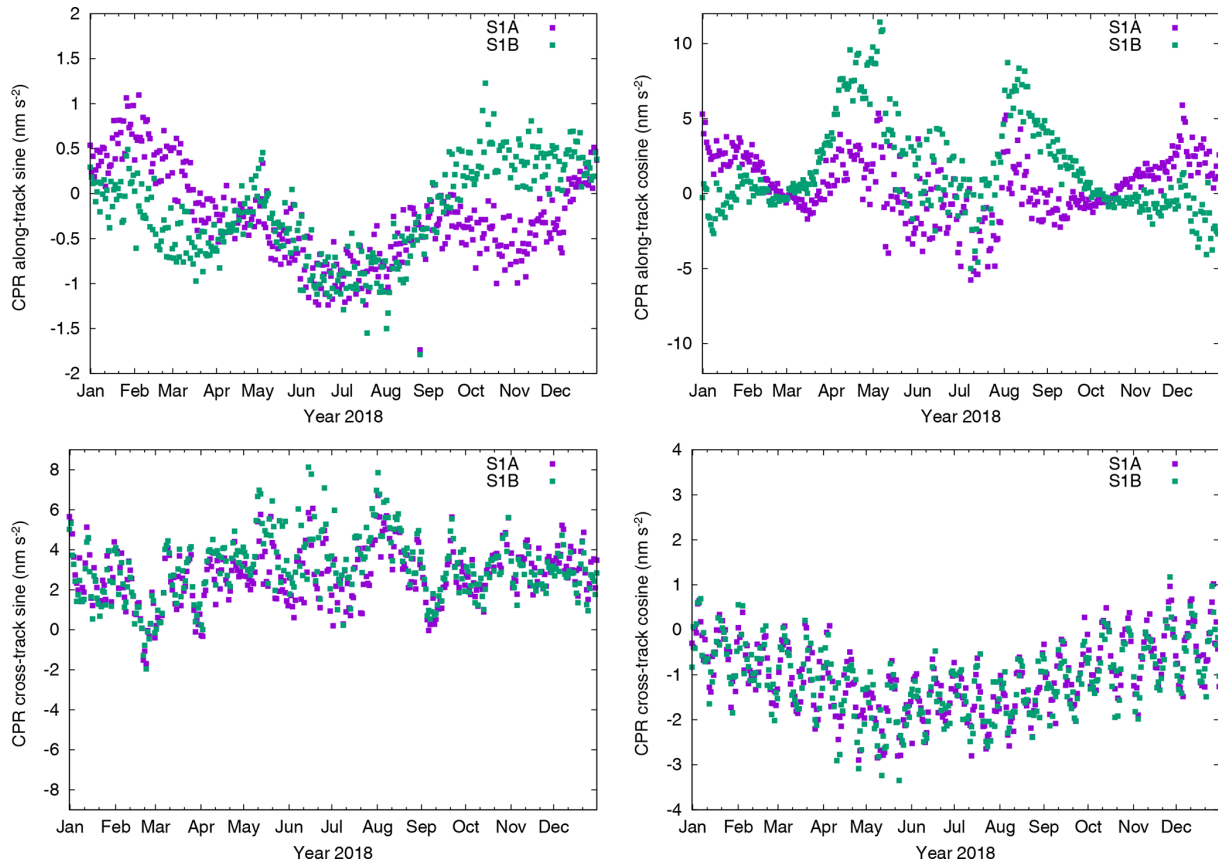 CPR along-track sine (nm s-2)
2
1.5
1
0.5
0
-0.5
-1
-1.5
-2
S1A
S1B
Jan Feb Mar Apr May Jun Jul Aug Sep Oct Nov Dec
Year 2018
CPR along-track cosine (nm s-2)
10
5
0
-5
-10
S1A
S1B
Jan Feb Mar Apr May Jun Jul Aug Sep Oct Nov Dec
Year 2018
CPR cross-track sine (nm s-2)
8
6
4
2
0
-2
-4
-6
-8
S1A
S1B
Jan Feb Mar Apr May Jun Jul Aug Sep Oct Nov Dec
Year 2018
CPR cross-track cosine (nm s-2)
4
3
2
1
0
-1
-2
-3
-4
S1A
S1B
Jan Feb Mar Apr May Jun Jul Aug Sep Oct Nov Dec
Year 2018